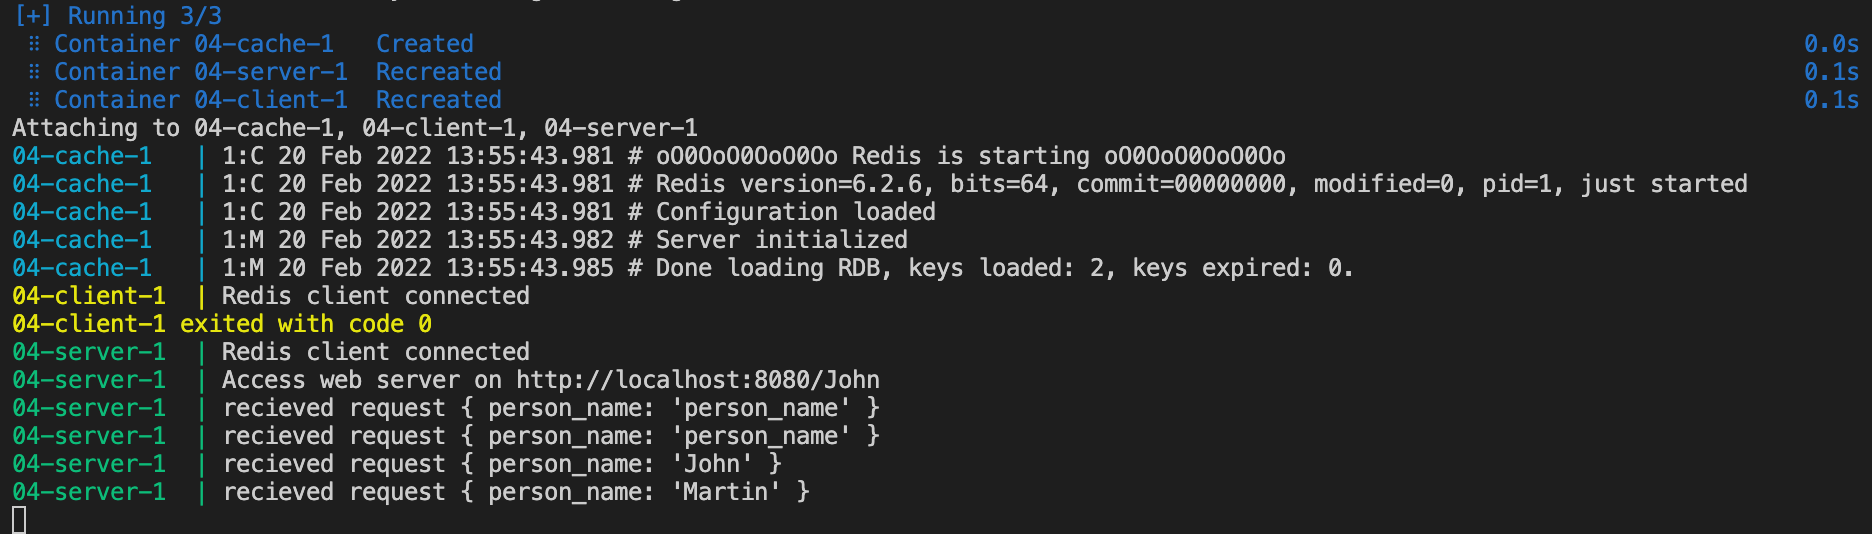 [+] Running 3/3
⠿ Container 04-cache-1   Created   0.0s
⠿ Container 04-server-1  Recreated   0.1s
⠿ Container 04-client-1  Recreated   0.1s
Attaching to 04-cache-1, 04-client-1, 04-server-1
04-cache-1   | 1:C 20 Feb 2022 13:55:43.981 # oO0OoO0OoO0Oo Redis is starting oO0OoO0OoO0Oo
04-cache-1   | 1:C 20 Feb 2022 13:55:43.981 # Redis version=6.2.6, bits=64, commit=00000000, modified=0, pid=1, just started
04-cache-1   | 1:C 20 Feb 2022 13:55:43.981 # Configuration loaded
04-cache-1   | 1:M 20 Feb 2022 13:55:43.982 # Server initialized
04-cache-1   | 1:M 20 Feb 2022 13:55:43.985 # Done loading RDB, keys loaded: 2, keys expired: 0.
04-client-1  | Redis client connected
04-client-1 exited with code 0
04-server-1  | Redis client connected
04-server-1  | Access web server on http://localhost:8080/John
04-server-1  | recieved request { person_name: 'person_name' }
04-server-1  | recieved request { person_name: 'person_name' }
04-server-1  | recieved request { person_name: 'John' }
04-server-1  | recieved request { person_name: 'Martin' }